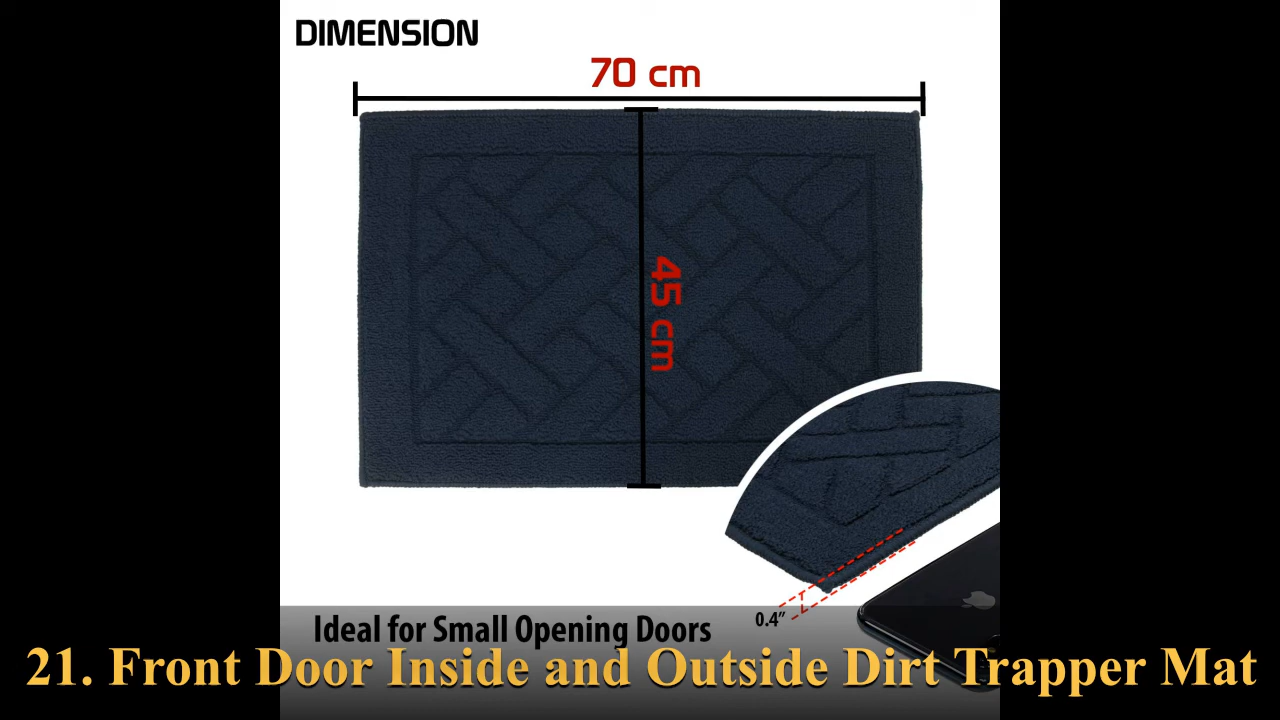 DIMENSION
70 cm
45 cm
0.4”
Ideal for Small Opening Doors
21. Front Door Inside and Outside Dirt Trapper Mat